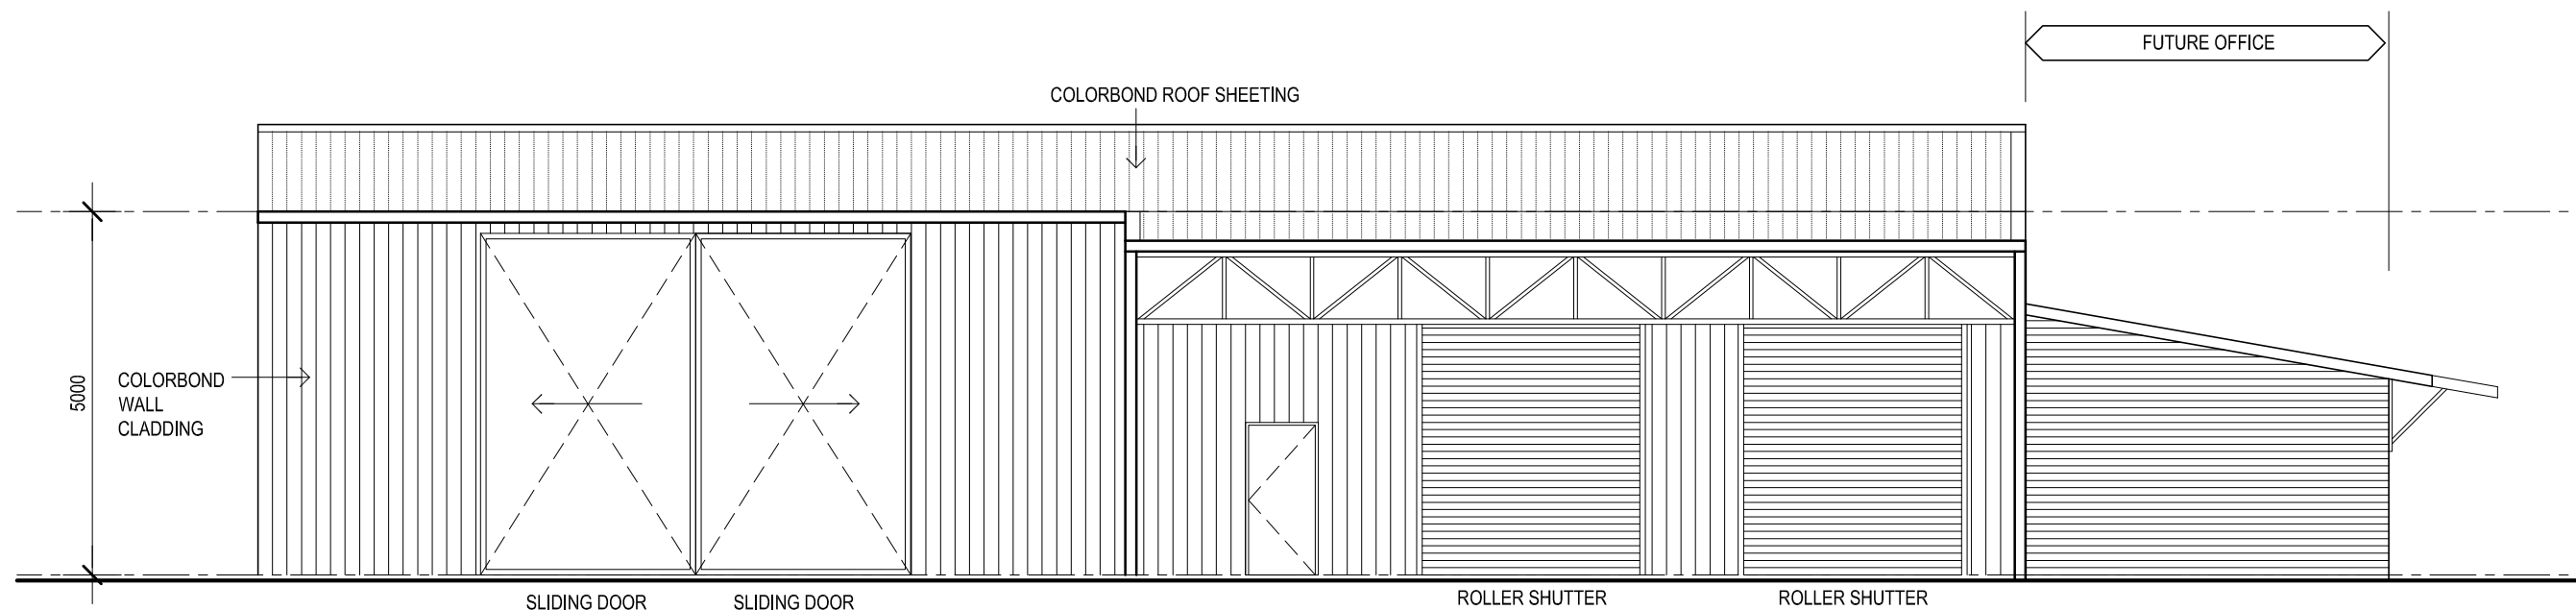 FUTURE OFFICE
COLORBOND ROOF SHEETING
5000
COLORBOND
WALL
CLADDING
SLIDING DOOR
SLIDING DOOR
ROLLER SHUTTER
ROLLER SHUTTER